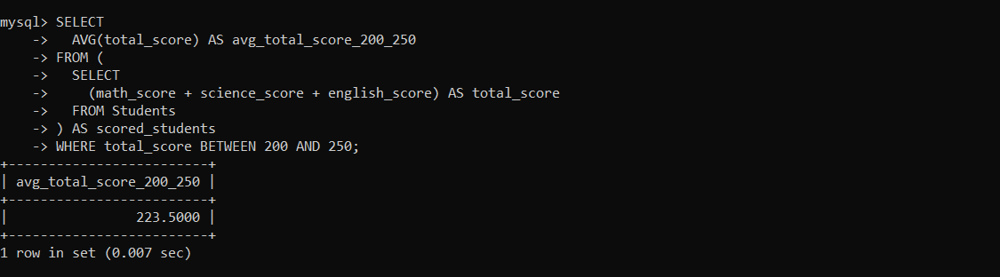 mysql> SELECT
    ->   AVG(total_score) AS avg_total_score_200_250
    -> FROM (
    ->   SELECT
    ->     (math_score + science_score + english_score) AS total_score
    ->   FROM Students
    -> ) AS scored_students
    -> WHERE total_score BETWEEN 200 AND 250;
+-------------------------+
| avg_total_score_200_250 |
+-------------------------+
|                223.5000 |
+-------------------------+
1 row in set (0.007 sec)